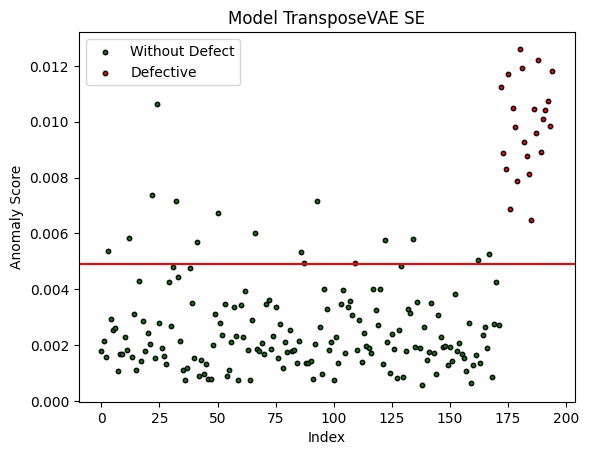 Model TransposeVAE SE
Without Defect
Defective
Anomaly Score
0.012
0.010
0.008
0.006
0.004
0.002
0.000
0 25 50 75 100 125 150 175 200
Index